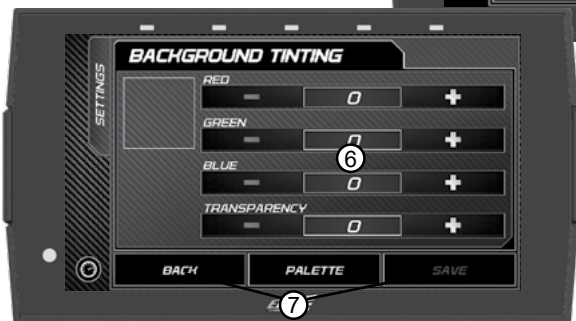 BACKGROUND TINTING
SETTINGS
RED
0
GREEN
0
6
BLUE
0
TRANSPARENCY
0
BACK
PALETTE
SAVE
7